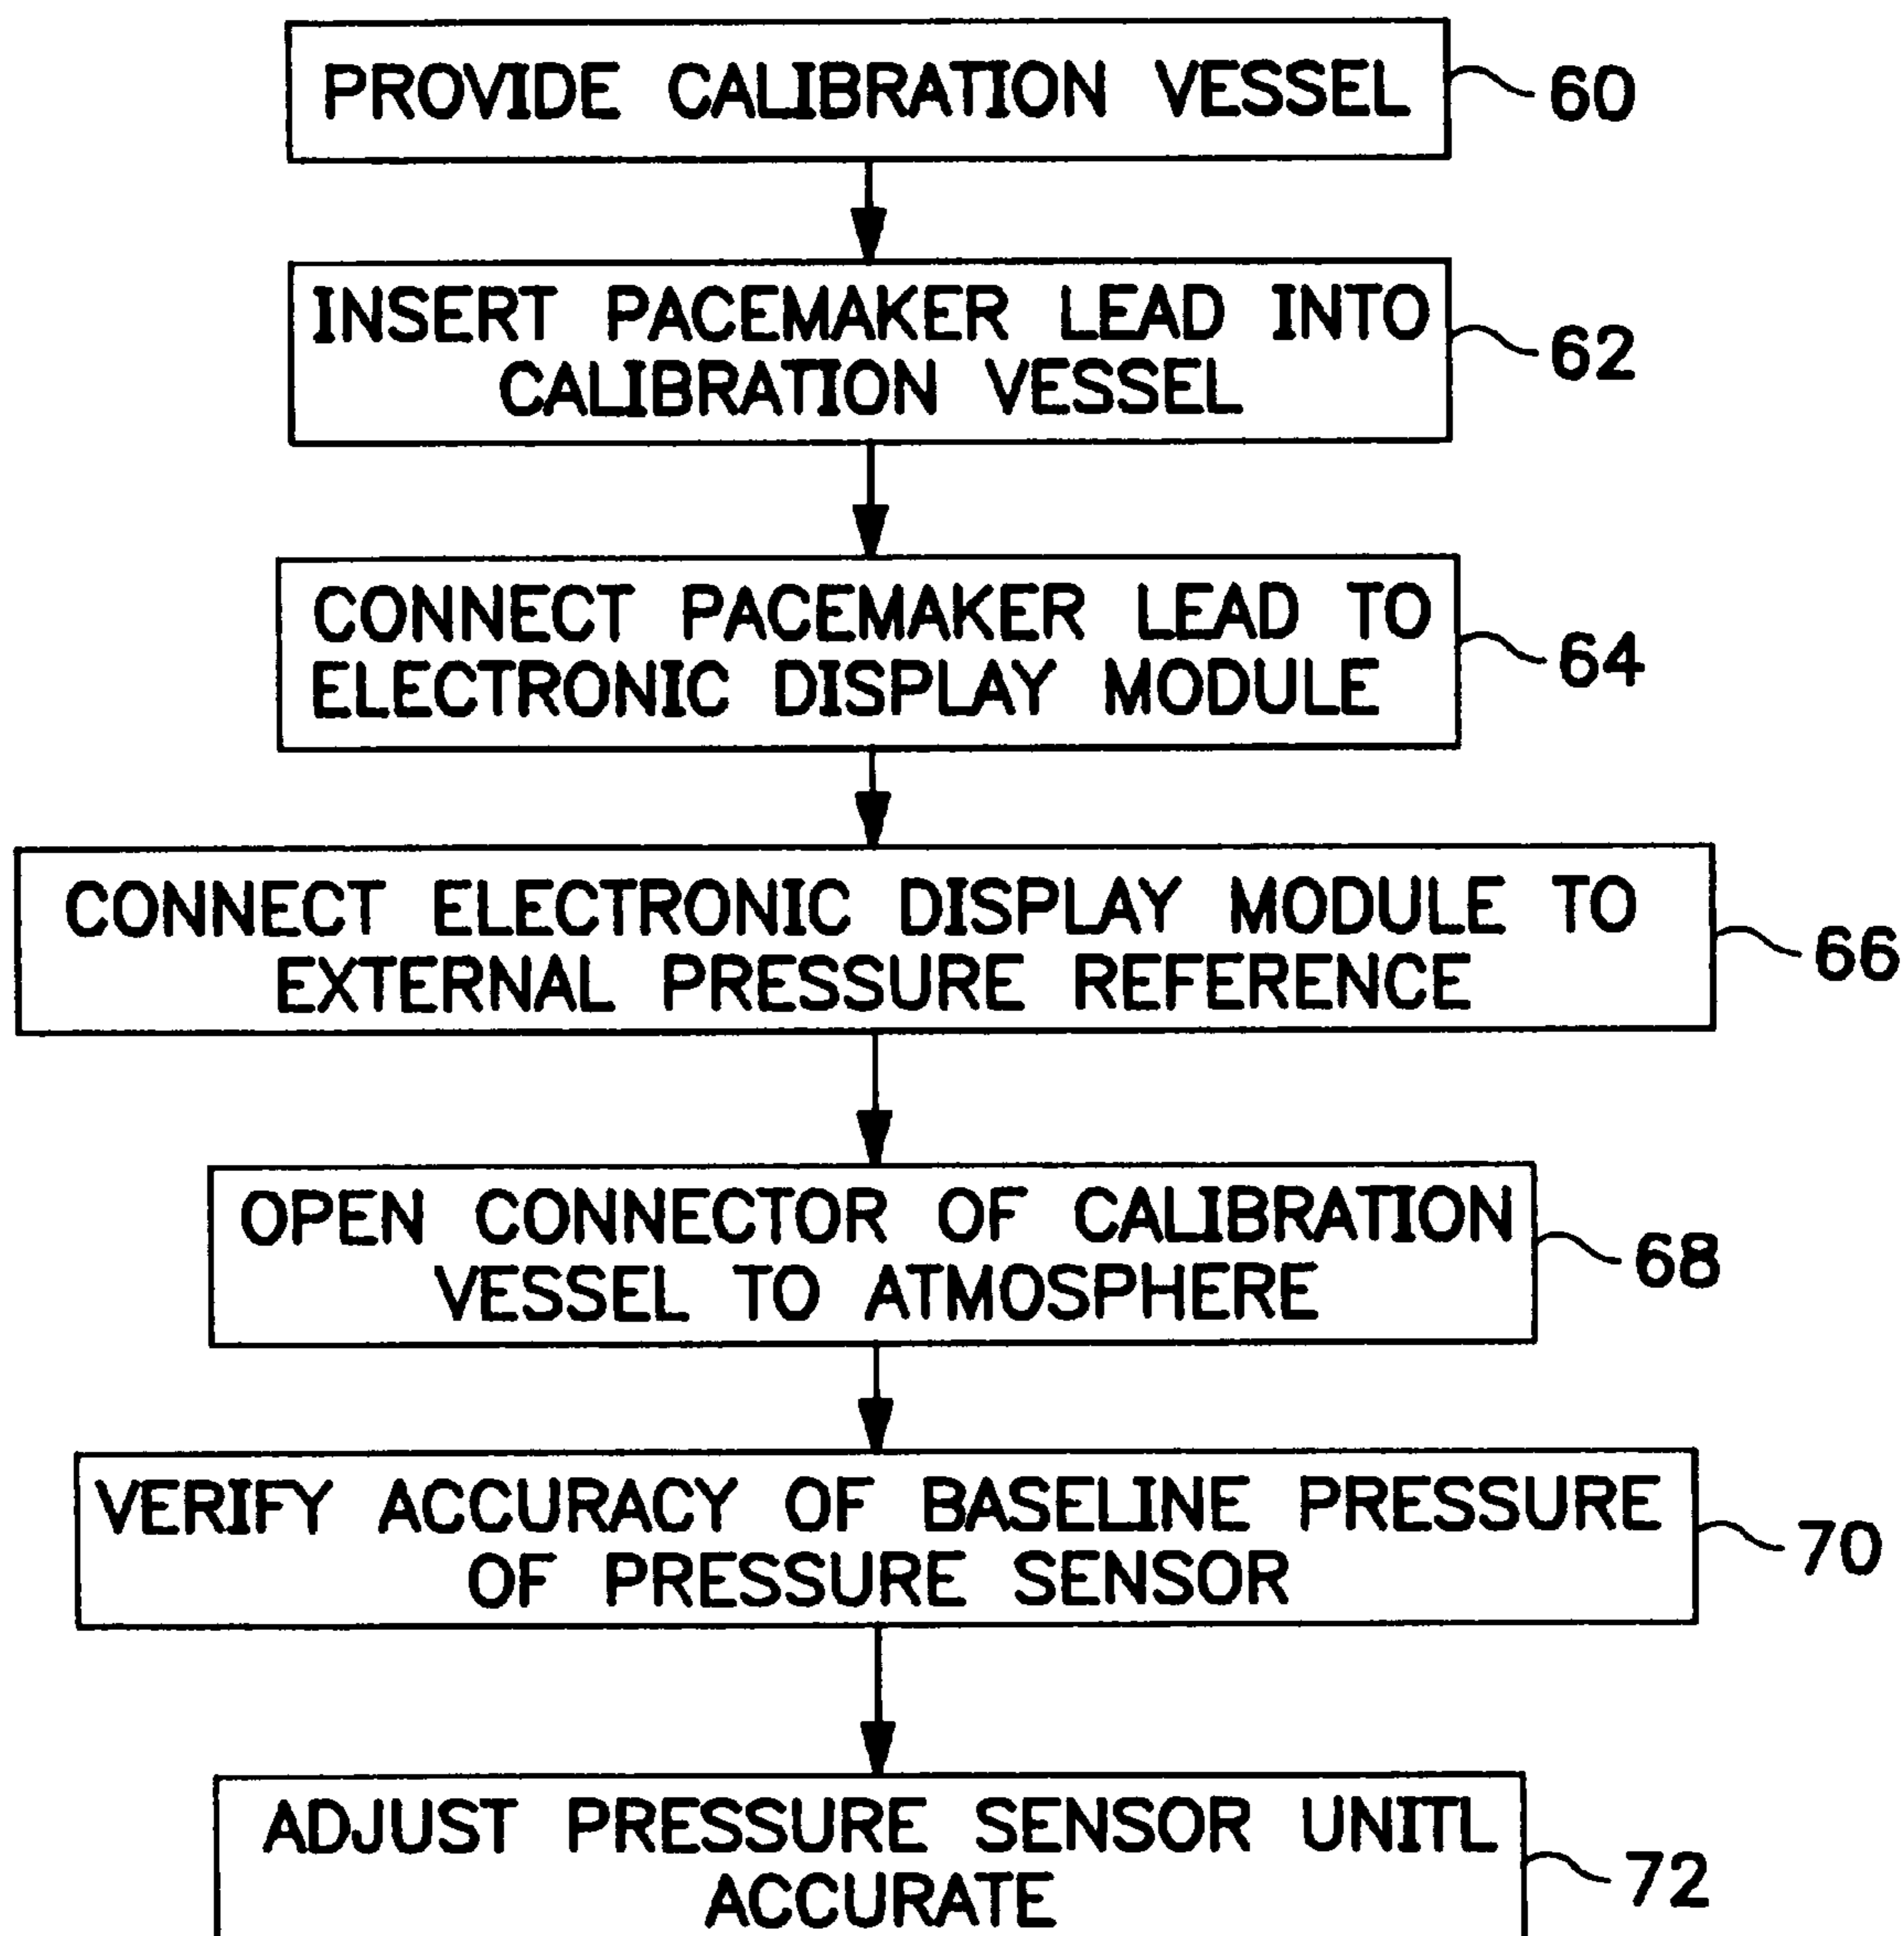 PROVIDE CALIBRATION VESSEL
60
INSERT PACEMAKER LEAD INTO
CALIBRATION VESSEL
62
CONNECT PACEMAKER LEAD TO
ELECTRONIC DISPLAY MODULE
64
CONNECT ELECTRONIC DISPLAY MODULE TO
EXTERNAL PRESSURE REFERENCE
66
OPEN CONNECTOR OF CALIBRATION
VESSEL TO ATMOSPHERE
68
VERIFY ACCURACY OF BASELINE PRESSURE
OF PRESSURE SENSOR
70
ADJUST PRESSURE SENSOR UNITL
ACCURATE
72